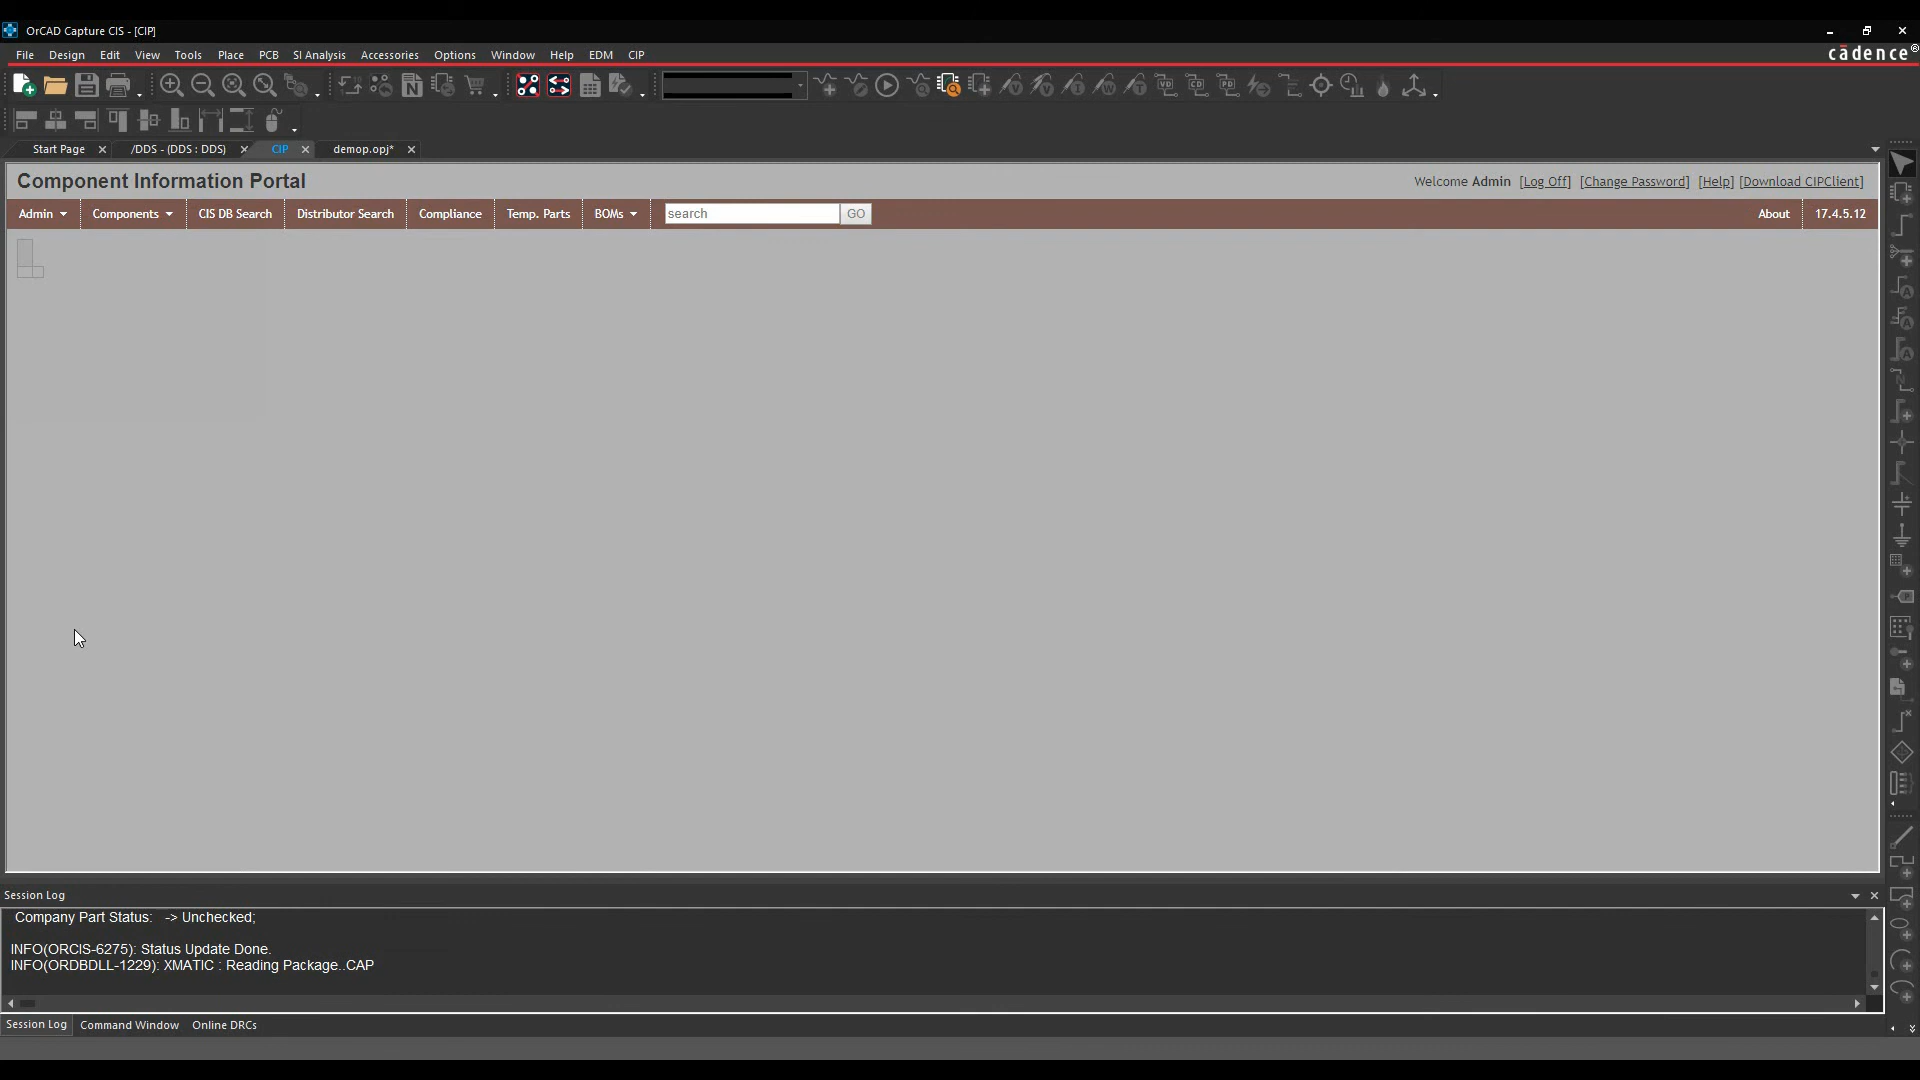 OrCAD Capture CIS - [CIP]
File Design Edit View Tools Place PCB SI Analysis Accessories Options Window Help EDM CIP
cādence®
Start Page /DDS - (DDS : DDS) CIP demop.opj*
Component Information Portal
Welcome Admin [Log Off] [Change Password] [Help] [Download CIPClient]
Admin Components CIS DB Search Distributor Search Compliance Temp. Parts BOMs search GO About 17.4.5.12
Session Log
Company Part Status: -> Unchecked;
INFO(ORCIS-6275): Status Update Done.
INFO(ORDBDLL-1229): XMATIC : Reading Package..CAP
Session Log Command Window Online DRCs